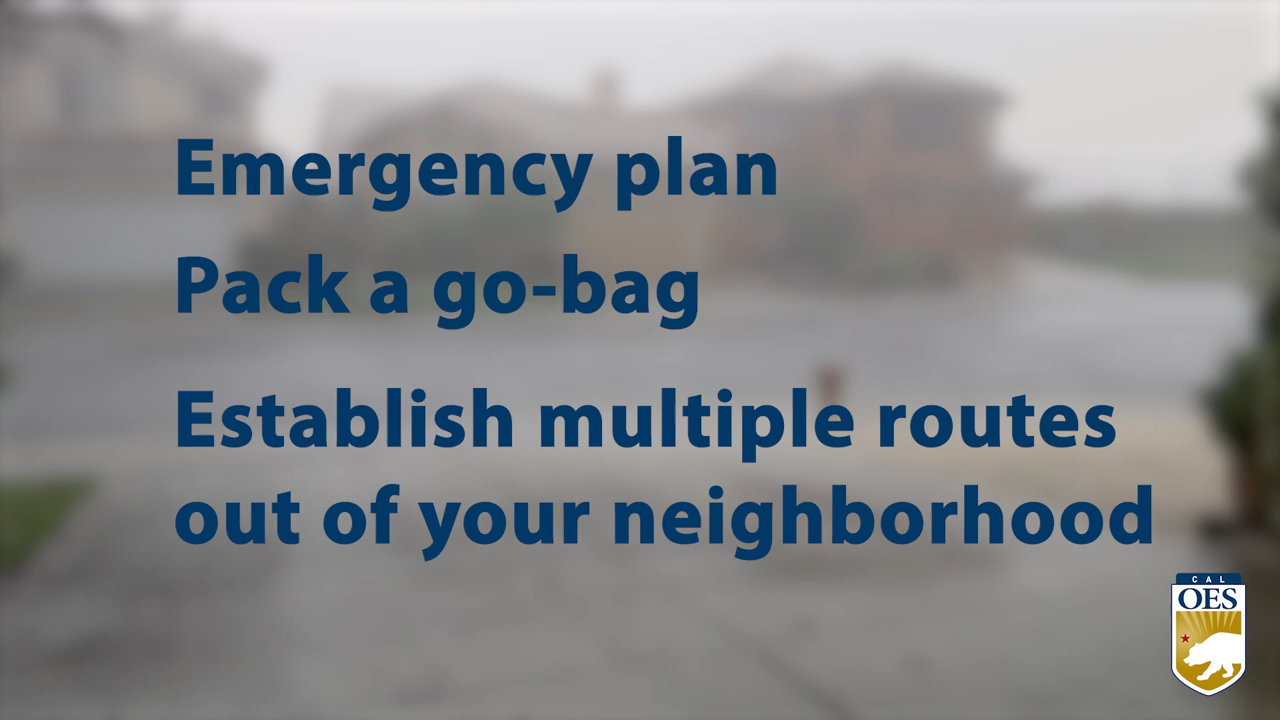 Emergency plan
Pack a go-bag
Establish multiple routes
out of your neighborhood
CAL
OES